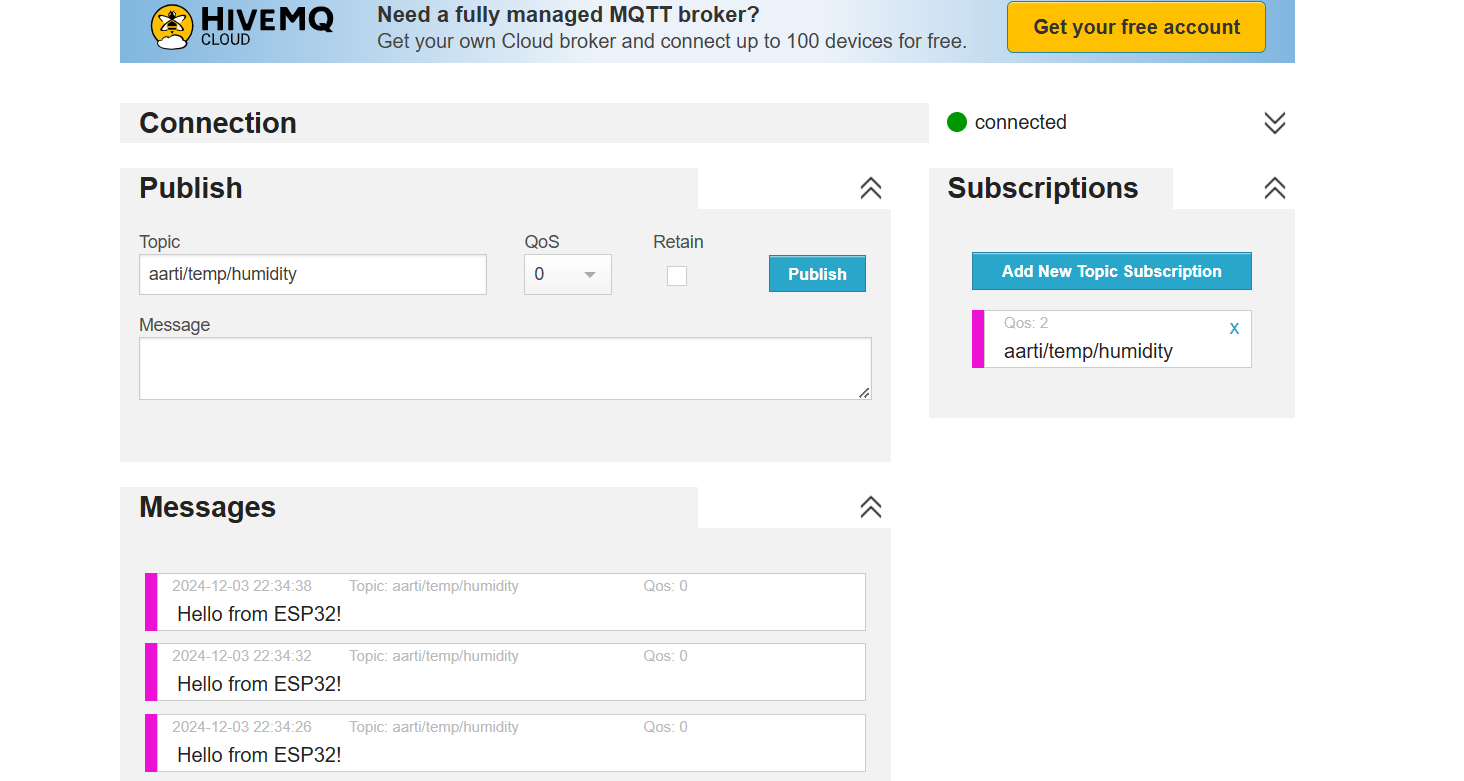 HIVEMQ
CLOUD
Need a fully managed MQTT broker?
Get your own Cloud broker and connect up to 100 devices for free.
Get your free account
Connection
connected
Publish
Topic
QoS
Retain
aarti/temp/humidity
0
Publish
Message
Subscriptions
Add New Topic Subscription
Qos: 2
x
aarti/temp/humidity
Messages
2024-12-03 22:34:38 Topic: aarti/temp/humidity Qos: 0
Hello from ESP32!
2024-12-03 22:34:32 Topic: aarti/temp/humidity Qos: 0
Hello from ESP32!
2024-12-03 22:34:26 Topic: aarti/temp/humidity Qos: 0
Hello from ESP32!